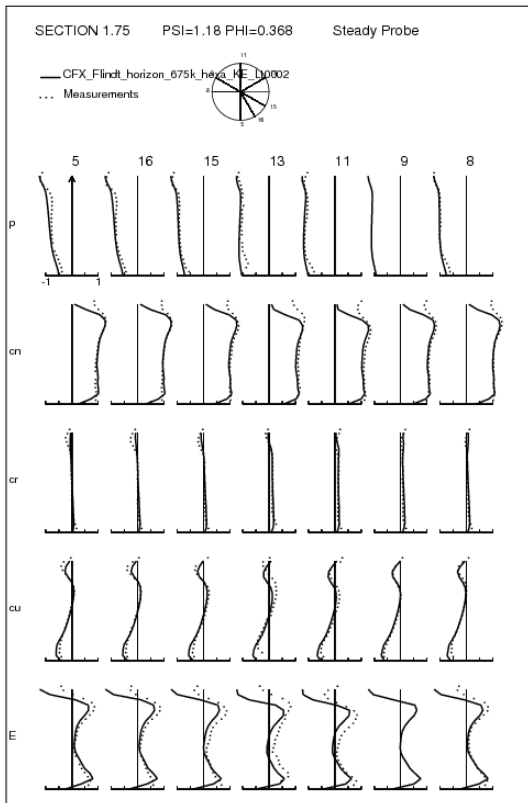 SECTION 1.75 PSI=1.18 PHI=0.368 Steady Probe
11
CFX_Flindt_horizon_675k_hexa_KE_Lt0002
Measurements
8
15
16
5
5 16 15 13 11 9 8
p
-1 1
cn
cr
cu
E